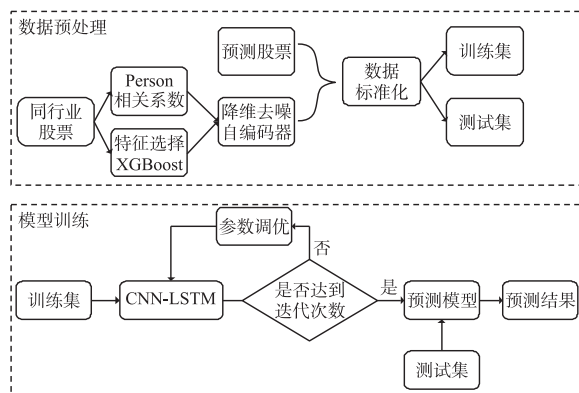 数据预处理
同行业
股票
Person
相关系数
特征选择
XGBoost
预测股票
降维去噪
自编码器
数据
标准化
训练集
测试集
模型训练
参数调优
否
训练集
CNN-LSTM
是否达到
迭代次数
是
预测模型
预测结果
测试集